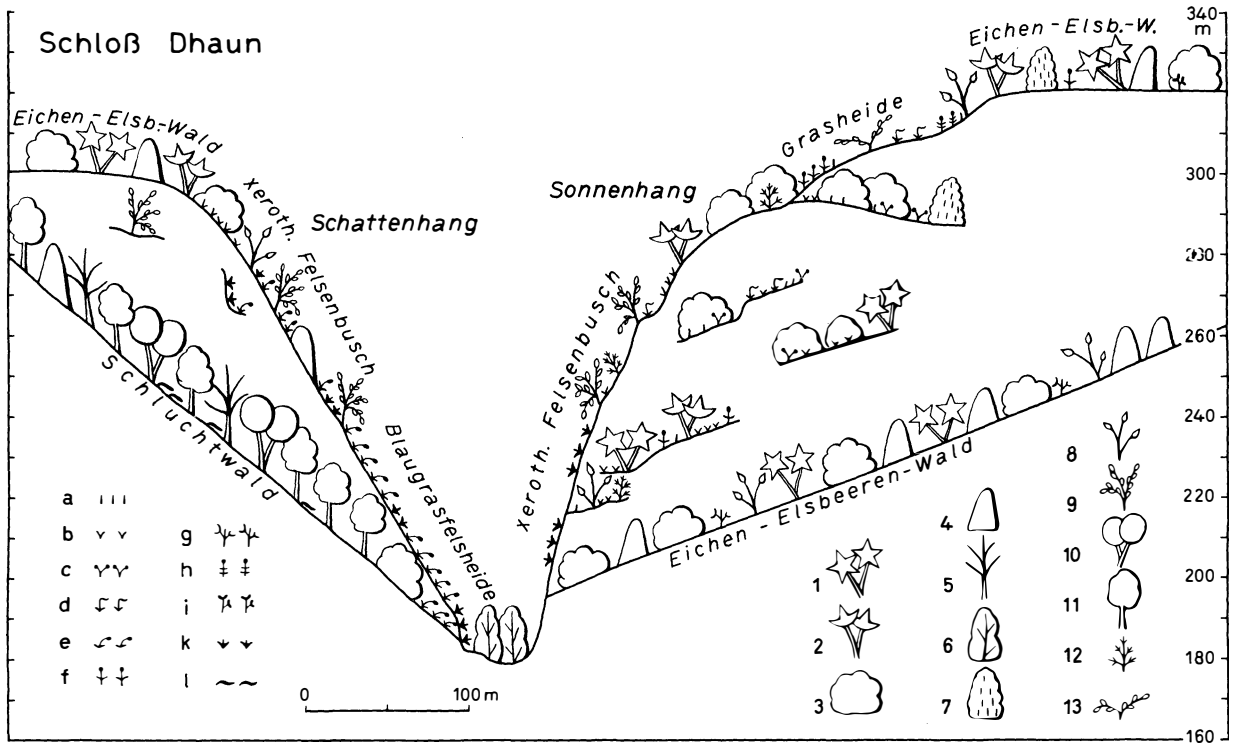 Schloß Dhaun
Eichen-Elsb.-W.
340
m
Eichen-Elsb.-Wald
Grasheide
Xeroth. Felsenbusch
Schattenhang
Sonnenhang
300
Xeroth. Felsenbusch
260
Schluchtwald
Blaugrasfelsheide
240
Eichen-Elsbeeren-Wald
220
200
180
160
a
b
c
d
e
f
g
h
i
k
l
0 100 m
1
2
3
4
5
6
7
8
9
10
11
12
13